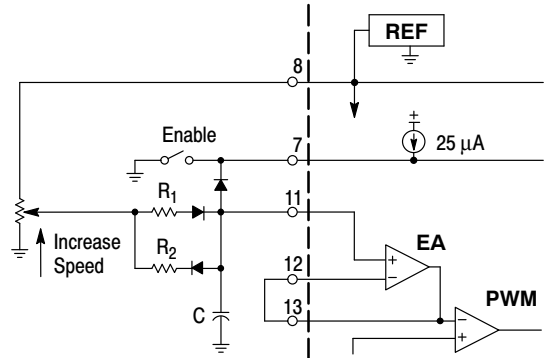 REF
8
Enable
7
25 μA
R1
11
Increase
Speed
EA
R2
12
13
PWM
C
+
−
−
+
+